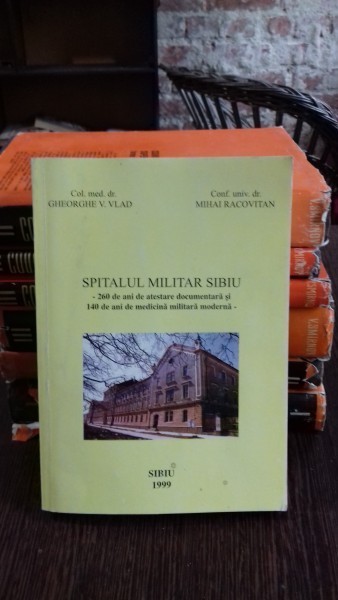 Col. med. dr.
GHEORGHE V. VLAD
Conf. univ. dr.
MIHAI RACOVITAN
SPITALUL MILITAR SIBIU
- 260 de ani de atestare documentară și
140 de ani de medicină militară modernă -
SIBIU
1999